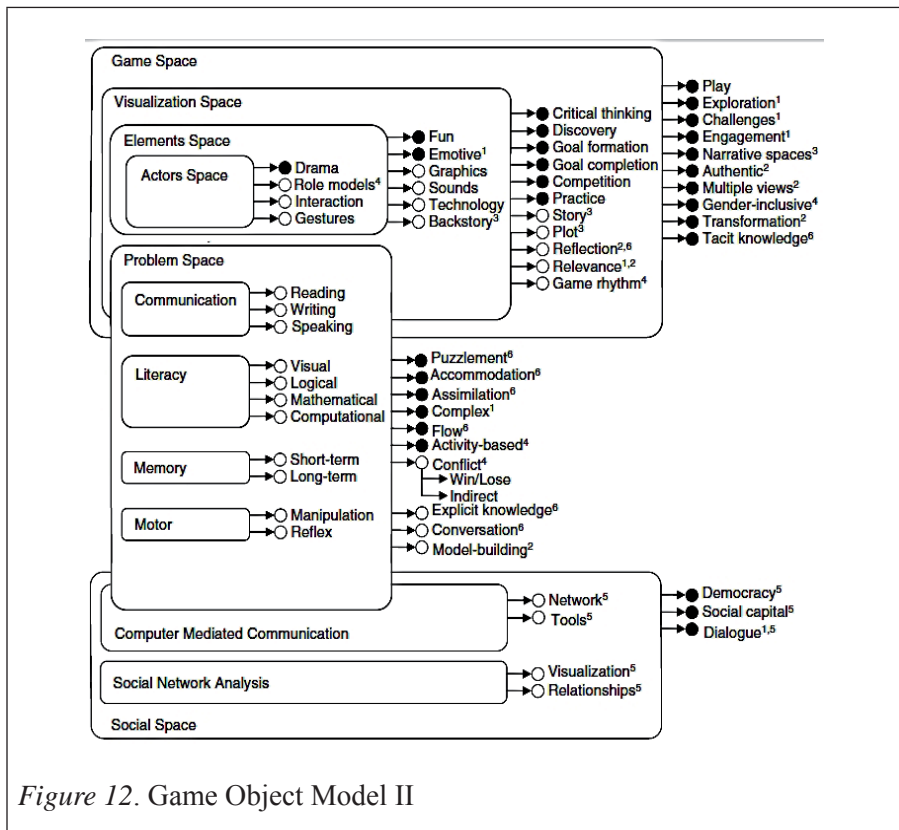 Game Space
Play
Exploration¹
Challenges¹
Engagement¹
Narrative spaces³
Authentic²
Multiple views²
Gender-inclusive⁴
Transformation²
Tacit knowledge⁶
Visualization Space
Critical thinking
Discovery
Goal formation
Goal completion
Competition
Practice
Story³
Plot³
Reflection²,⁶
Relevance¹,²
Game rhythm⁴
Elements Space
Fun
Emotive¹
Graphics
Sounds
Technology
Backstory³
Actors Space
Drama
Role models⁴
Interaction
Gestures
Problem Space
Communication
Reading
Writing
Speaking
Literacy
Visual
Logical
Mathematical
Computational
Memory
Short-term
Long-term
Motor
Manipulation
Reflex
Puzzlement⁶
Accommodation⁶
Assimilation⁶
Complex¹
Flow⁶
Activity-based⁴
Conflict⁴
Win/Lose
Indirect
Explicit knowledge⁶
Conversation⁶
Model-building²
Computer Mediated Communication
Network⁵
Tools⁵
Democracy⁵
Social capital⁵
Dialogue¹,⁵
Social Network Analysis
Visualization⁵
Relationships⁵
Social Space
Figure 12. Game Object Model II